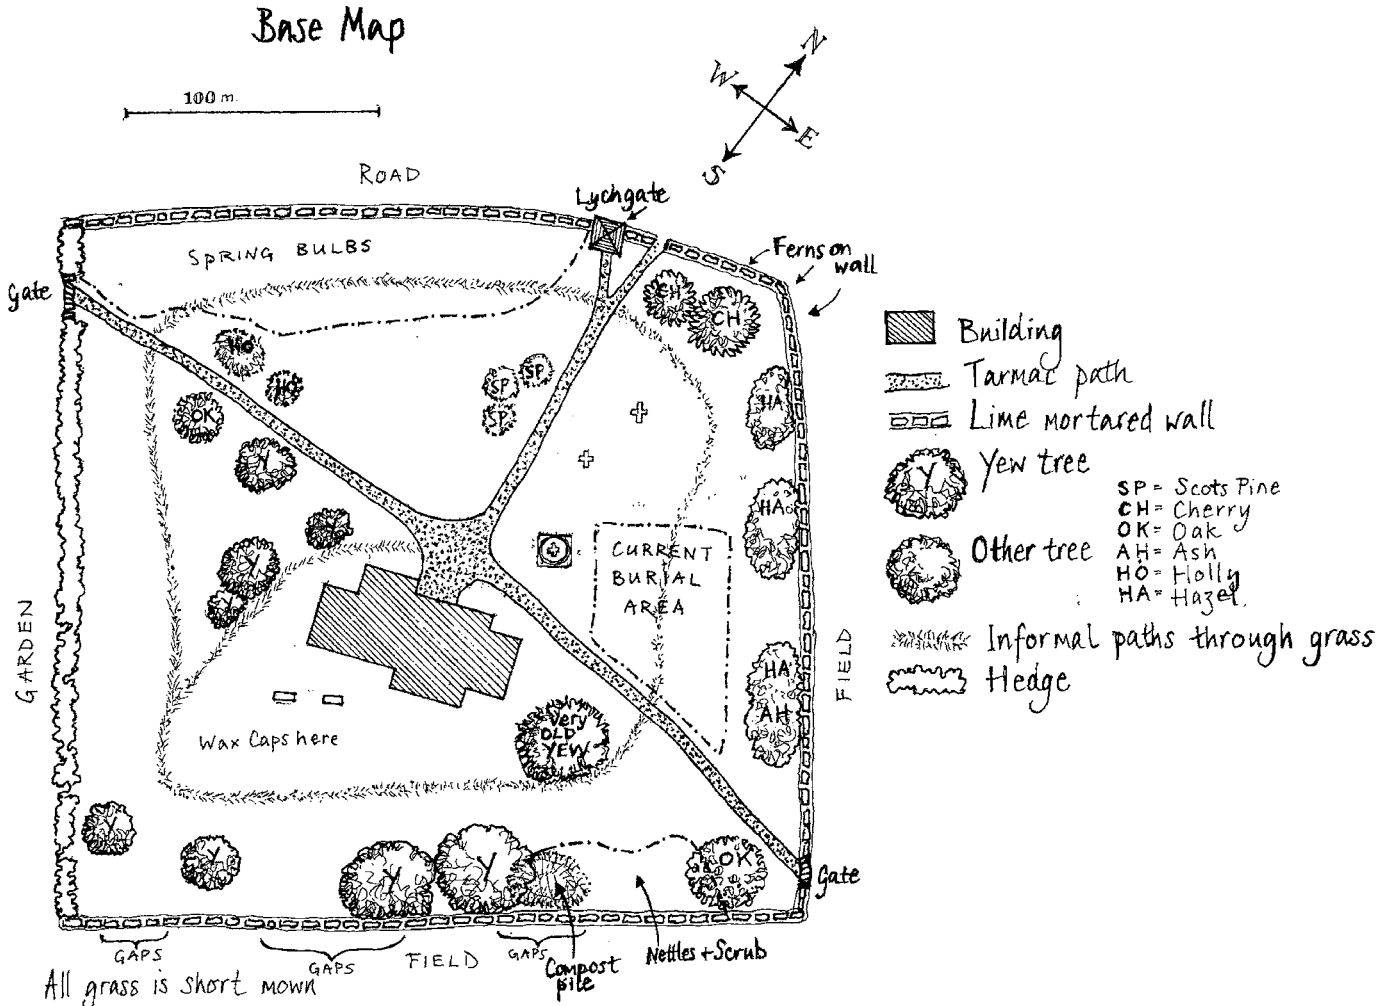 Base Map
100 m.
N
W
E
S
ROAD
Lychgate
SPRING BULBS
Ferns on
wall
Gate
CH
CH
HO
HO
SP
SP
SP
OK
HA
Y
HA
Y
Y
Y
CURRENT
BURIAL
AREA
GARDEN
FIELD
HA
AH
Very
OLD
YEW
Wax Caps here
Y
Y
Y
Y
OK
Gate
GAPS
GAPS
FIELD
GAPS
Compost
pile
Nettles + Scrub
All grass is short mown
Building
Tarmac path
Lime mortared wall
Y
Yew tree
Other tree
SP = Scots Pine
CH = Cherry
OK = Oak
AH = Ash
HO = Holly
HA = Hazel.
Informal paths through grass
Hedge